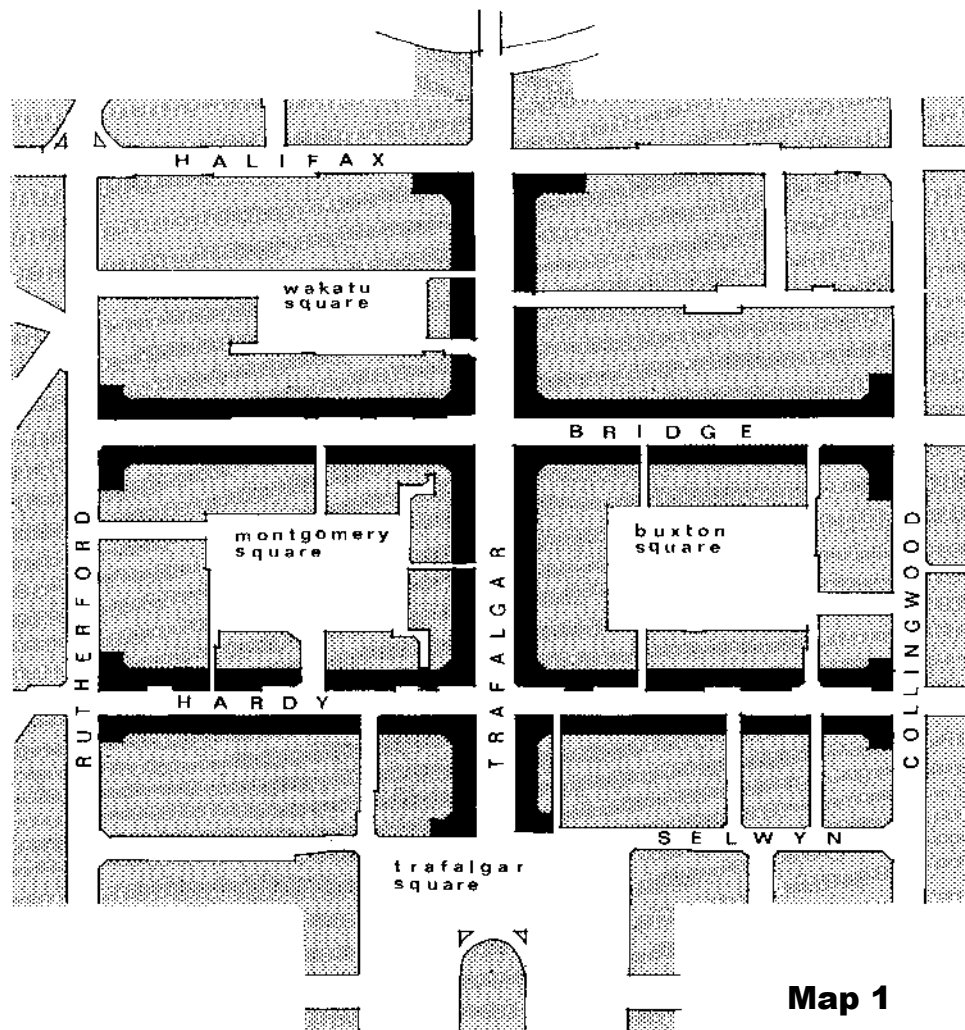 HALIFAX
wakatu
square
BRIDGE
montgomery
square
buxton
square
RUTHERFORD
TRAFALGAR
COLLINGWOOD
HARDY
SELWYN
trafalgar
square
Map 1